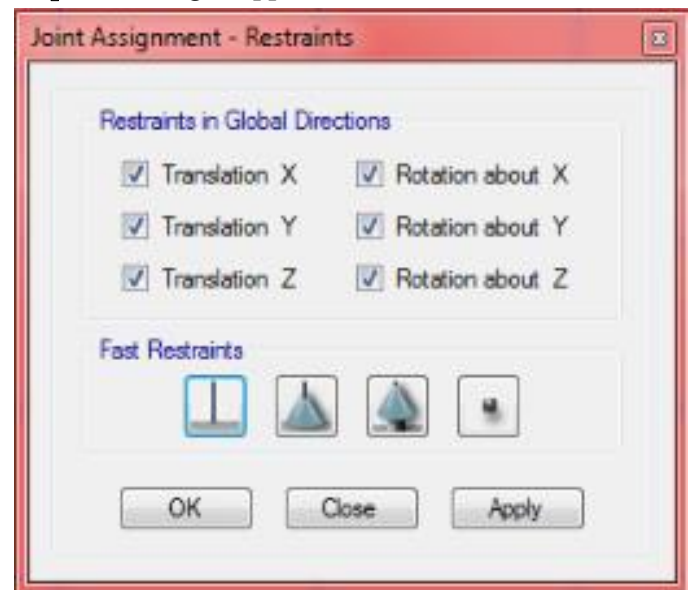 Joint Assignment - Restraints
Restraints in Global Directions
Translation X Rotation about X
Translation Y Rotation about Y
Translation Z Rotation about Z
Fast Restraints
OK Close Apply